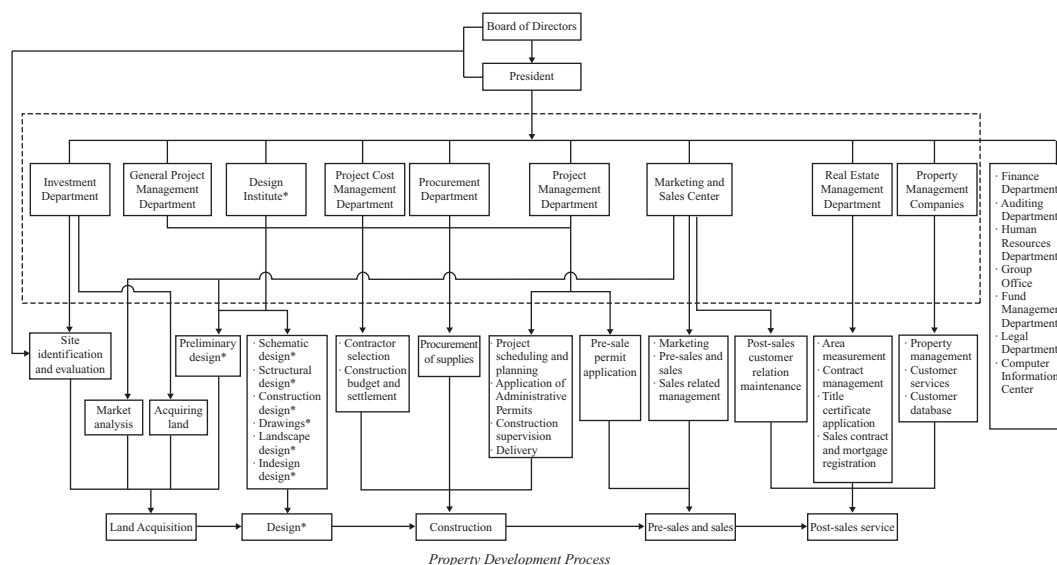 Board of Directors
President
Investment
Department
General Project
Management
Department
Design
Institute*
Project Cost
Management
Department
Procurement
Department
Project
Management
Department
Marketing and
Sales Center
Real Estate
Management
Department
Property
Management
Companies
· Finance
Department
· Auditing
Department
· Human
Resources
Department
· Group
Office
· Fund
Management
Department
· Legal
Department
· Computer
Information
Center
Site
identification
and evaluation
Market
analysis
Acquiring
land
Preliminary
design*
· Schematic
design*
· Sctructural
design*
· Construction
design*
· Drawings*
· Landscape
design*
· Indesign
design*
· Contractor
selection
· Construction
budget and
settlement
Procurement
of supplies
· Project
scheduling and
planning
· Application of
Administrative
Permits
· Construction
supervision
· Delivery
Pre-sale
permit
application
· Marketing
· Pre-sales and
sales
· Sales related
management
Post-sales
customer
relation
maintenance
· Area
measurement
· Contract
management
· Title
certificate
application
· Sales contract
and mortgage
registration
· Property
management
· Customer
services
· Customer
database
Land Acquisition
Design*
Construction
Pre-sales and sales
Post-sales service
Property Development Process